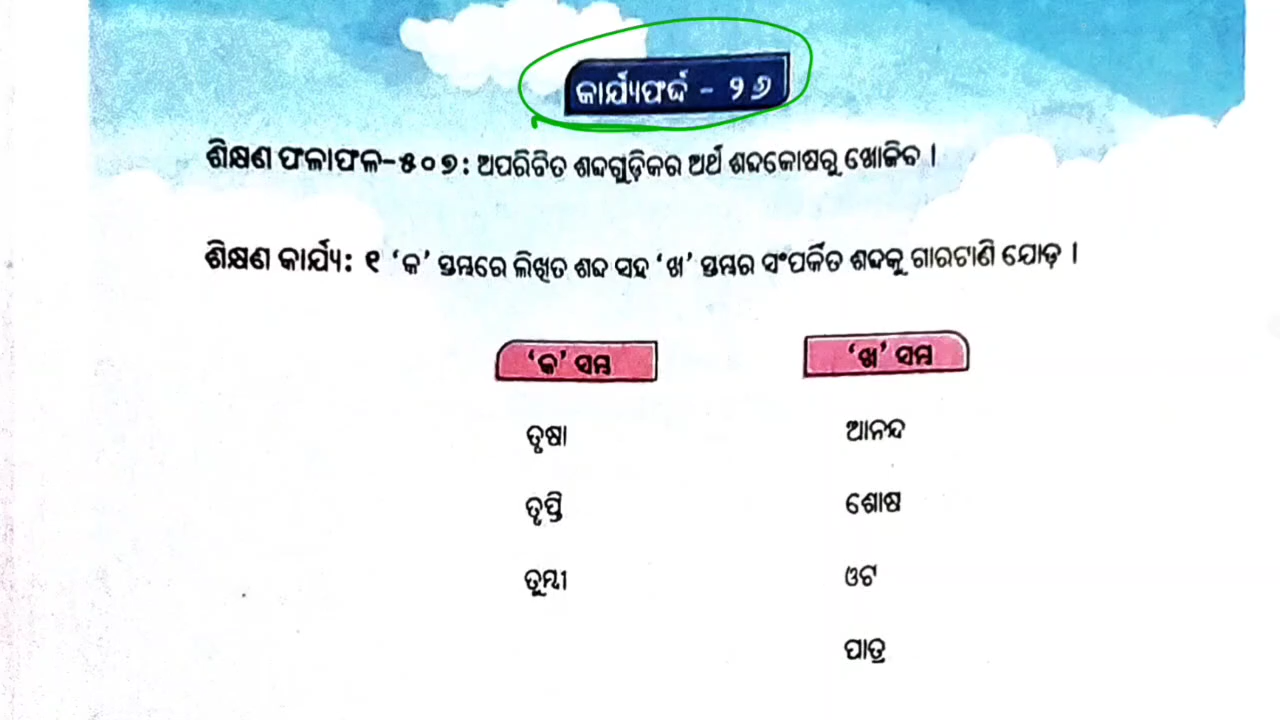 କାର୍ଯ୍ୟଫର୍ଦ୍ଦ - ୨୬
ଶିକ୍ଷଣ ଫଳାଫଳ-୫୦୭: ଅପରିଚିତ ଶବ୍ଦଗୁଡ଼ିକର ଅର୍ଥ ଶବ୍ଦକୋଷରୁ ଖୋଜିବ ।
ଶିକ୍ଷଣ କାର୍ଯ୍ୟ: ୧ ‘କ’ ସ୍ତମ୍ଭରେ ଲିଖିତ ଶବ୍ଦ ସହ ‘ଖ’ ସ୍ତମ୍ଭର ସଂପର୍କିତ ଶବ୍ଦକୁ ଗାରଟାଣି ଯୋଡ଼ ।
‘କ’ ସ୍ତମ୍ଭ ‘ଖ’ ସ୍ତମ୍ଭ
ତୃଷା ଆନନ୍ଦ
ତୃପ୍ତି ଶୋଷ
ତୁମ୍ବୀ ଓଟ
ପାତ୍ର